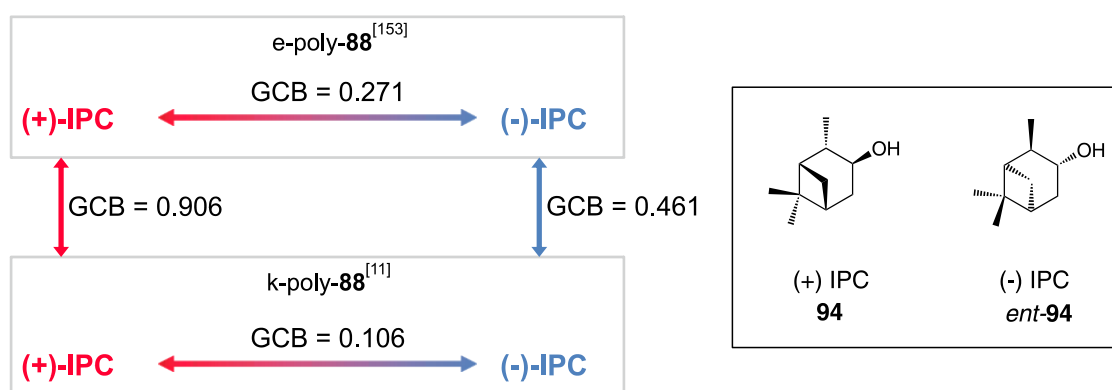 e-poly-88[153]
GCB = 0.271
(+)-IPC (-)-IPC
GCB = 0.906 GCB = 0.461
k-poly-88[11]
GCB = 0.106
(+)-IPC (-)-IPC
OH OH
(+) IPC (-) IPC
94 ent-94